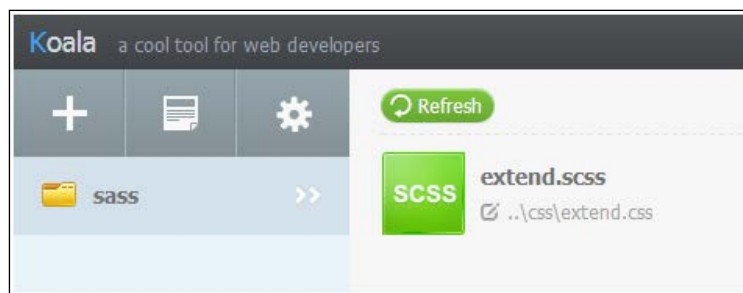 Koala a cool tool for web developers
Refresh
sass
SCSS
extend.scss
..\css\extend.css